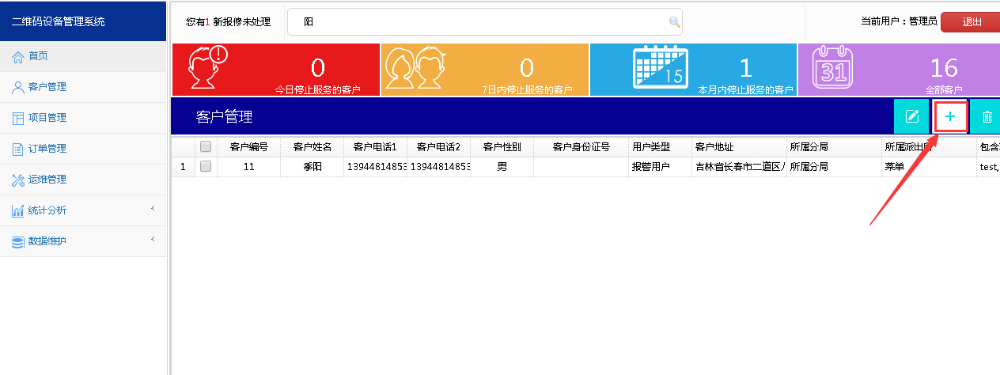 二维码设备管理系统
您有1 新报修未处理
阳
当前用户：管理员
退出
首页
客户管理
项目管理
订单管理
运维管理
统计分析
数据维护
0
今日停止服务的客户
0
7日内停止服务的客户
15
1
本月内停止服务的客户
31
16
全部客户
客户管理
客户编号 客户姓名 客户电话1 客户电话2 客户性别 客户身份证号 用户类型 客户地址 所属分局 所属派出所 包含
1 11 季阳 13944814853 13944814853 男 报警用户 吉林省长春市二道区 所属分局 菜单 test,